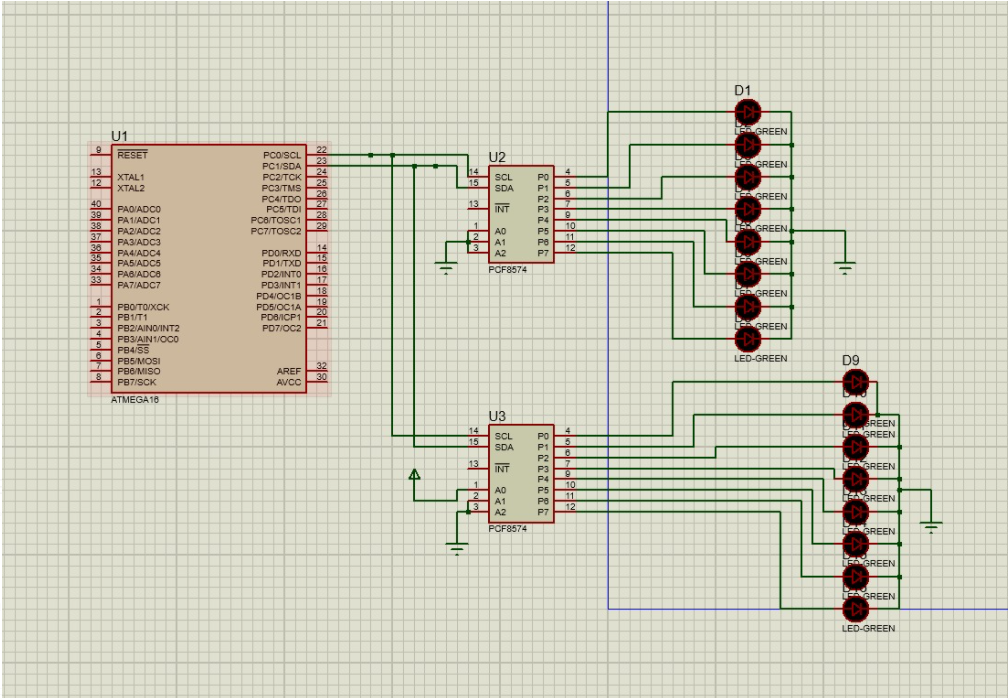 U1
9 RESET
13 XTAL1
12 XTAL2
40 PA0/ADC0
39 PA1/ADC1
38 PA2/ADC2
37 PA3/ADC3
36 PA4/ADC4
35 PA5/ADC5
34 PA6/ADC6
33 PA7/ADC7
1 PB0/T0/XCK
2 PB1/T1
3 PB2/AIN0/INT2
4 PB3/AIN1/OC0
5 PB4/SS
6 PB5/MOSI
7 PB6/MISO
8 PB7/SCK
PC0/SCL 22
PC1/SDA 23
PC2/TCK 24
PC3/TMS 25
PC4/TDO 26
PC5/TDI 27
PC6/TOSC1 28
PC7/TOSC2 29
PD0/RXD 14
PD1/TXD 15
PD2/INT0 16
PD3/INT1 17
PD4/OC1B 18
PD5/OC1A 19
PD6/ICP1 20
PD7/OC2 21
AREF 32
AVCC 30
ATMEGA16
U2
14 SCL
15 SDA
13 INT
1 A0
2 A1
3 A2
P0 4
P1 5
P2 6
P3 7
P4 9
P5 10
P6 11
P7 12
PCF8574
D1
LED-GREEN
LED-GREEN
LED-GREEN
LED-GREEN
LED-GREEN
LED-GREEN
LED-GREEN
LED-GREEN
U3
14 SCL
15 SDA
13 INT
1 A0
2 A1
3 A2
P0 4
P1 5
P2 6
P3 7
P4 9
P5 10
P6 11
P7 12
PCF8574
D9
LED-GREEN
LED-GREEN
LED-GREEN
LED-GREEN
LED-GREEN
LED-GREEN
LED-GREEN
LED-GREEN